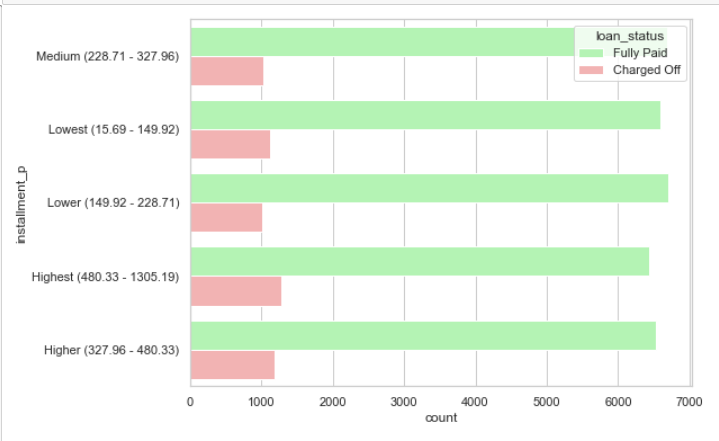 loan_status
Fully Paid
Charged Off
installment_p
Medium (228.71 - 327.96)
Lowest (15.69 - 149.92)
Lower (149.92 - 228.71)
Highest (480.33 - 1305.19)
Higher (327.96 - 480.33)
0 1000 2000 3000 4000 5000 6000 7000
count